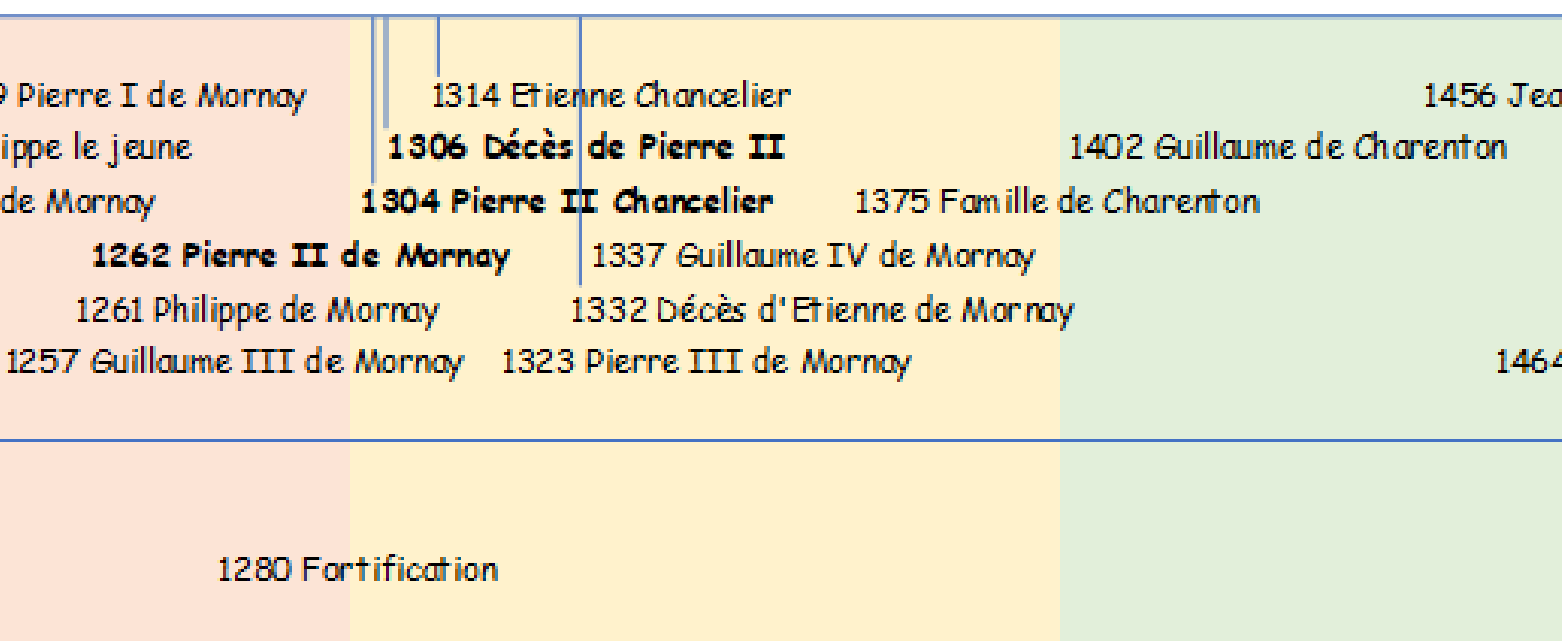 9 Pierre I de Mornay 1314 Etienne Chancelier 1456 Jea
ippe le jeune 1306 Décès de Pierre II 1402 Guillaume de Charenton
de Mornay 1304 Pierre II Chancelier 1375 Famille de Charenton
1262 Pierre II de Mornay 1337 Guillaume IV de Mornay
1261 Philippe de Mornay 1332 Décès d'Etienne de Mornay
1257 Guillaume III de Mornay 1323 Pierre III de Mornay 1464
1280 Fortification